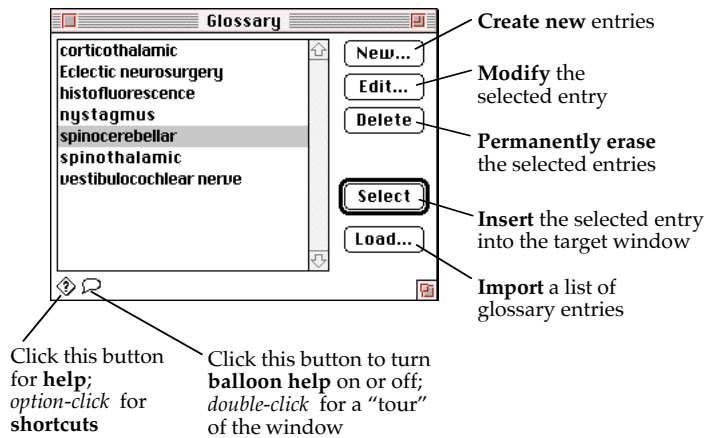 Glossary
corticothalamic
Eclectic neurosurgery
histofluorescence
nystagmus
spinocerebellar
spinothalamic
vestibulocochlear nerve
New...
Edit...
Delete
Select
Load...
Create new entries
Modify the
selected entry
Permanently erase
the selected entries
Insert the selected entry
into the target window
Import a list of
glossary entries
?
Click this button
for help;
option-click for
shortcuts
Click this button to turn
balloon help on or off;
double-click for a “tour”
of the window